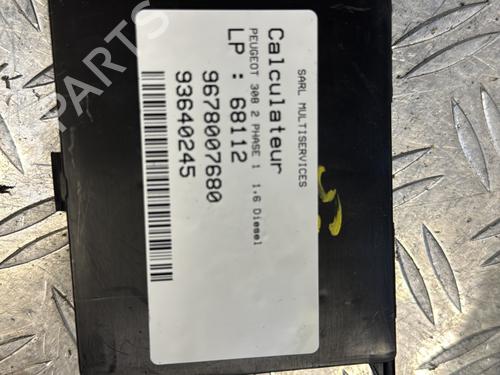 SARL MULTISERVICES
Calculateur
PEUGEOT 308 2 PHASE 1 1,6 Diesel
LP : 68112
9678007680
93640245
PARTS